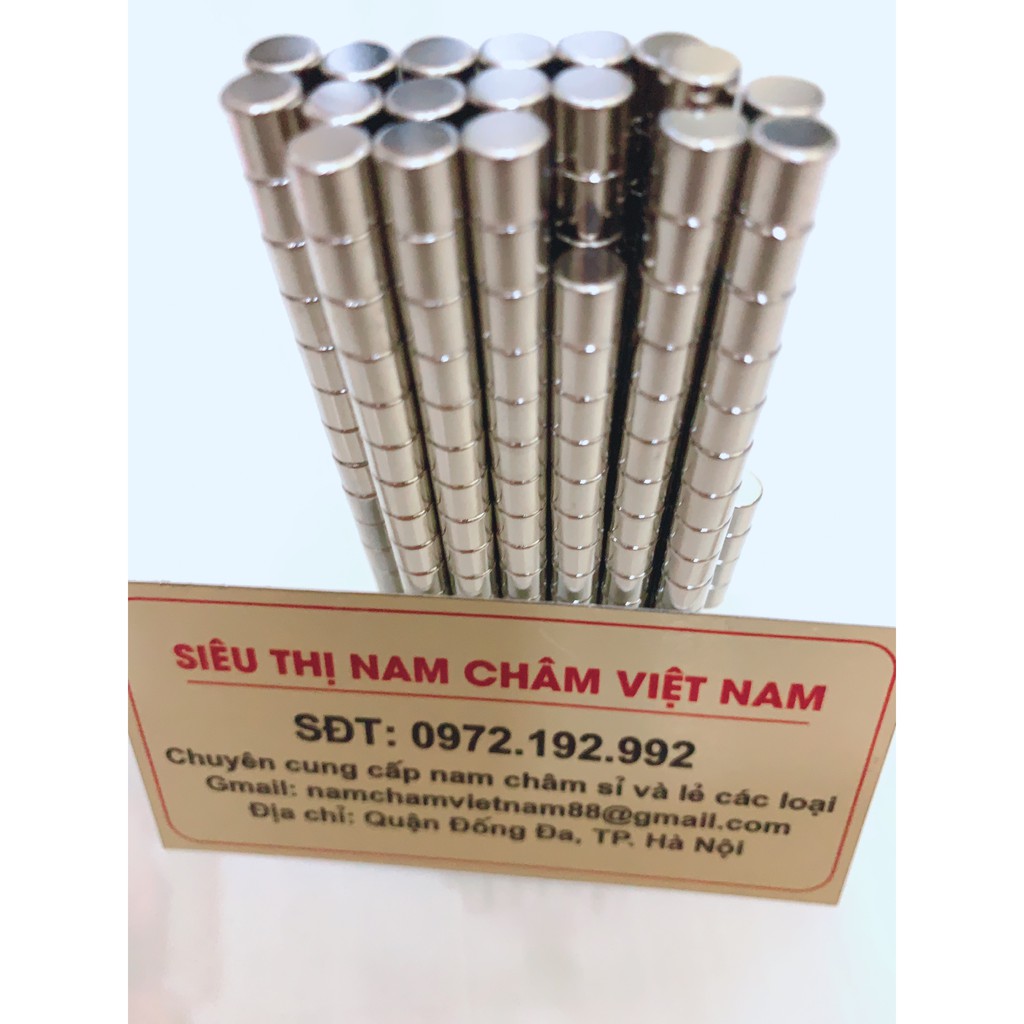 SIÊU THỊ NAM CHÂM VIỆT NAM
SĐT: 0972.192.992
Chuyên cung cấp nam châm sỉ và lẻ các loại
Gmail: namchamvietnam88@gmail.com
Địa chỉ: Quận Đống Đa, TP. Hà Nội